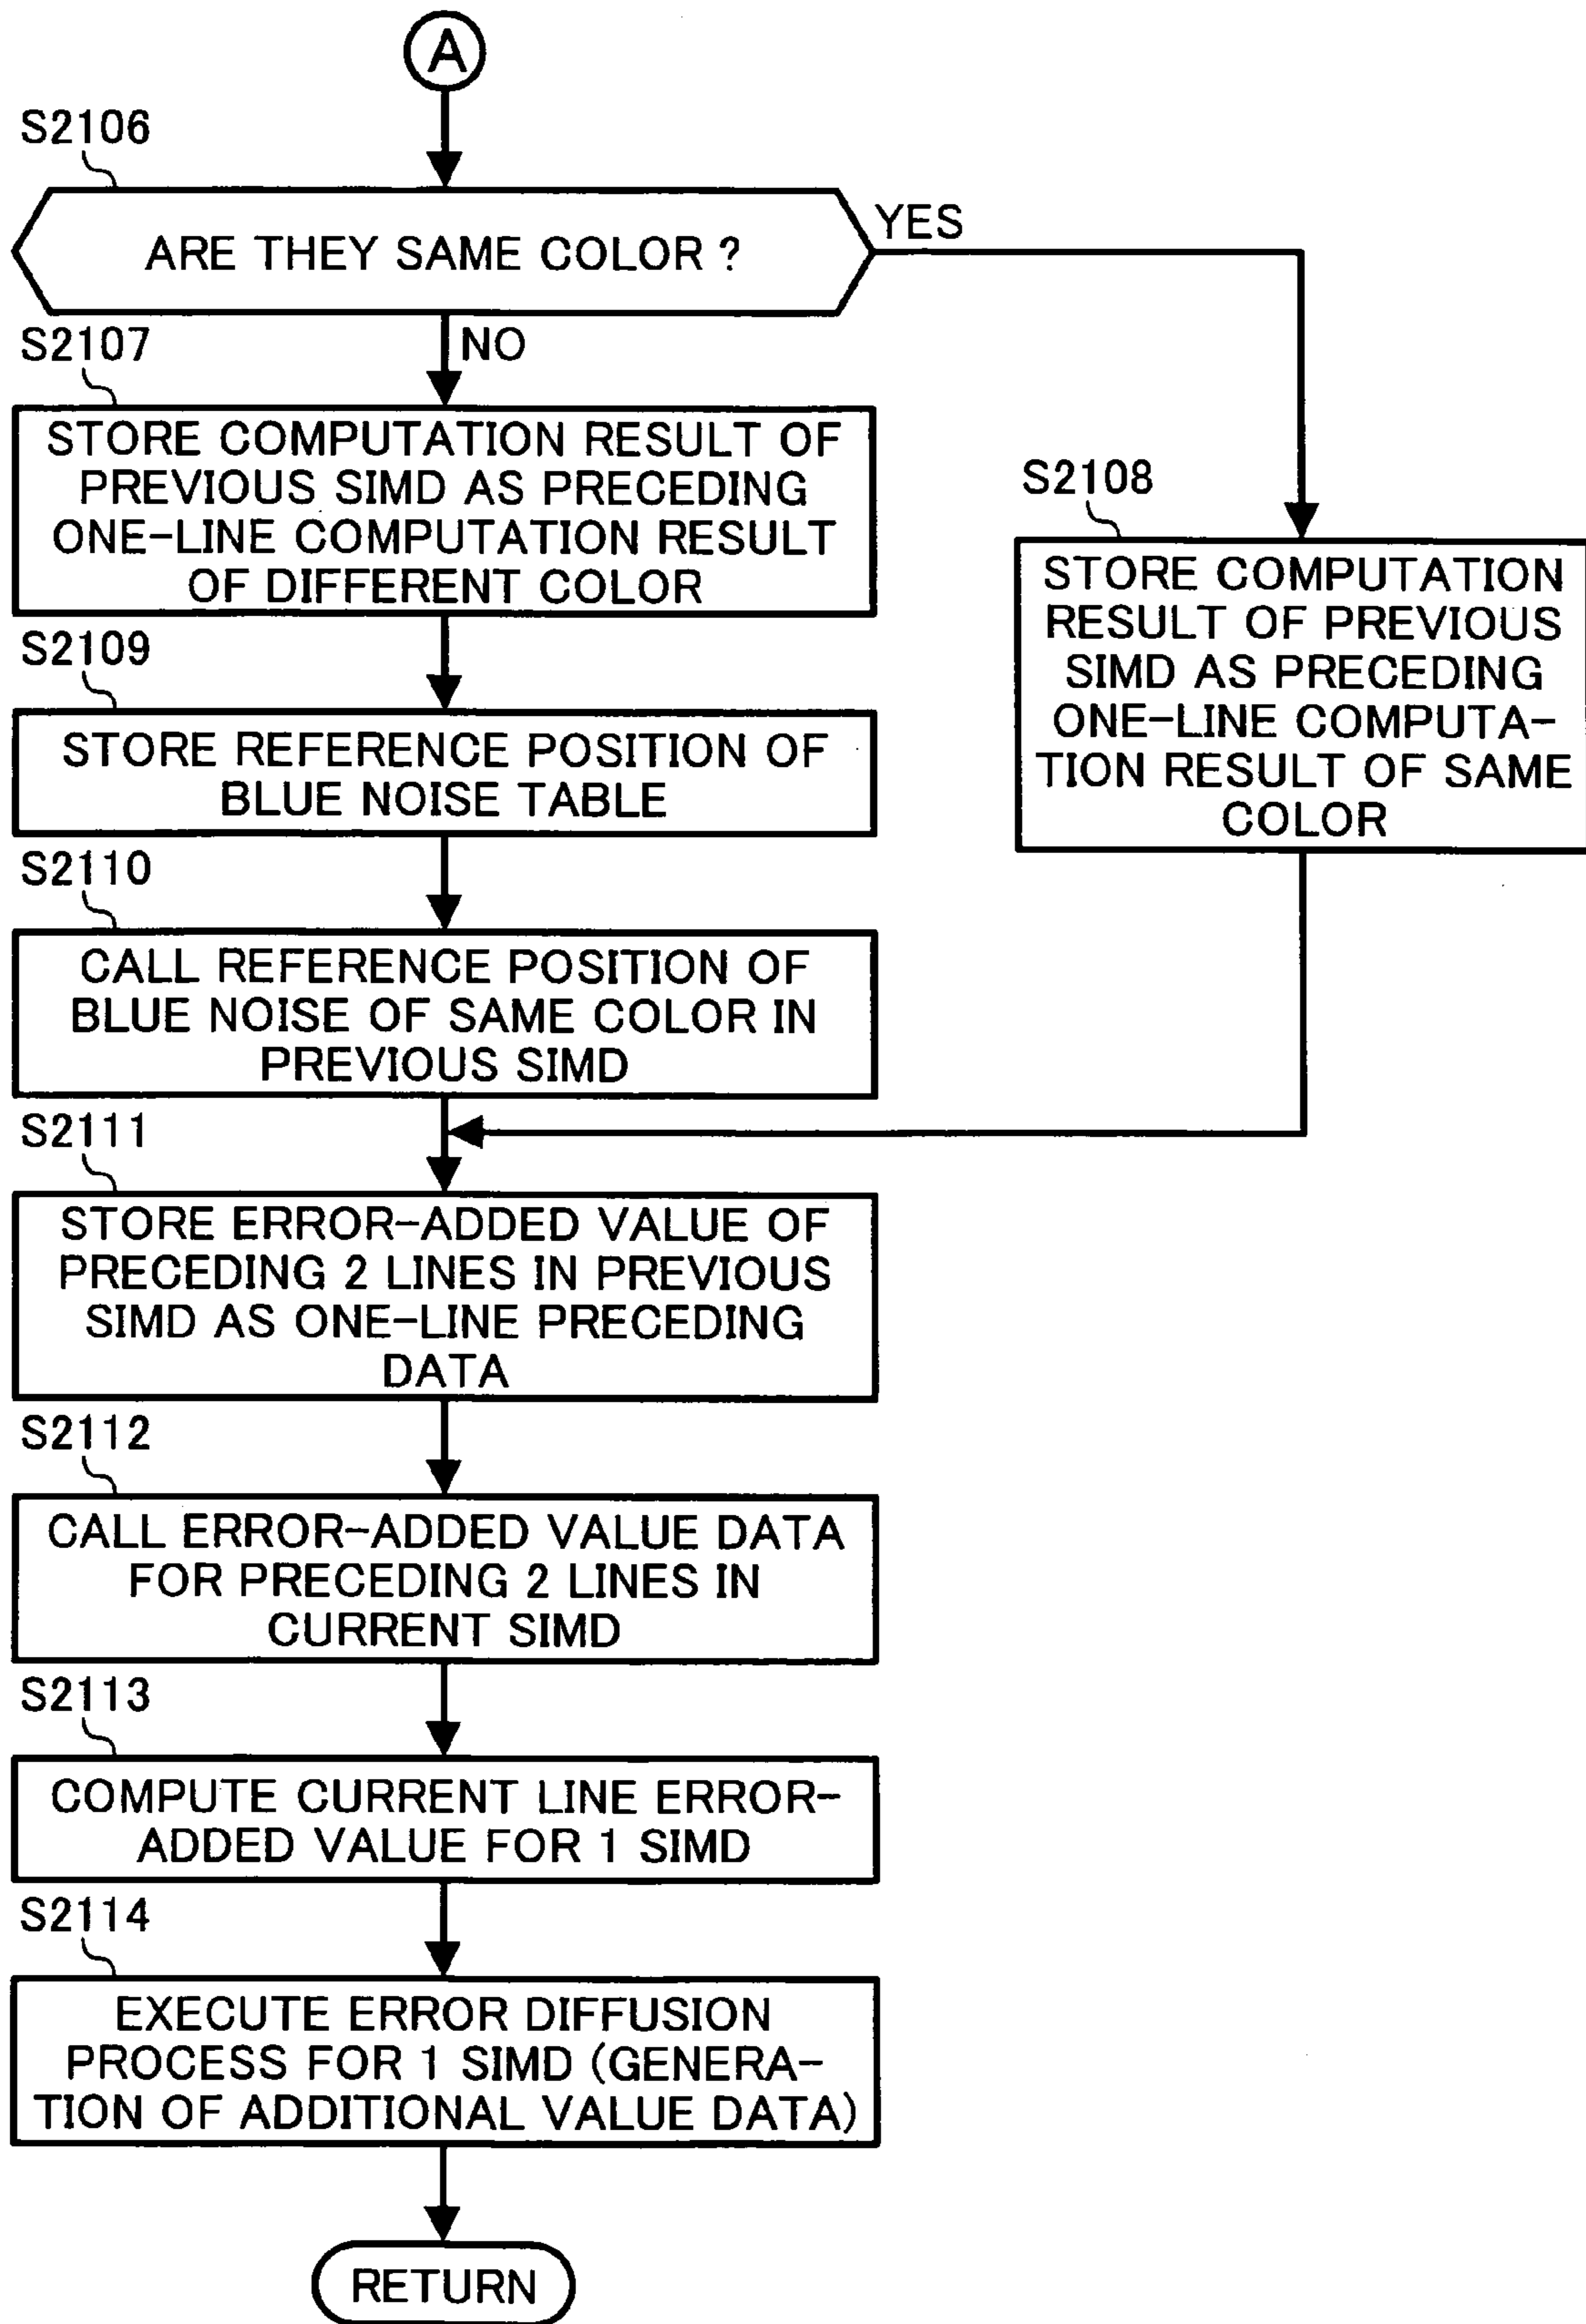 A
S2106
ARE THEY SAME COLOR ?
YES
S2107
NO
STORE COMPUTATION RESULT OF
PREVIOUS SIMD AS PRECEDING
ONE-LINE COMPUTATION RESULT
OF DIFFERENT COLOR
S2108
STORE COMPUTATION
RESULT OF PREVIOUS
SIMD AS PRECEDING
ONE-LINE COMPUTA-
TION RESULT OF SAME
COLOR
S2109
STORE REFERENCE POSITION OF
BLUE NOISE TABLE
S2110
CALL REFERENCE POSITION OF
BLUE NOISE OF SAME COLOR IN
PREVIOUS SIMD
S2111
STORE ERROR-ADDED VALUE OF
PRECEDING 2 LINES IN PREVIOUS
SIMD AS ONE-LINE PRECEDING
DATA
S2112
CALL ERROR-ADDED VALUE DATA
FOR PRECEDING 2 LINES IN
CURRENT SIMD
S2113
COMPUTE CURRENT LINE ERROR-
ADDED VALUE FOR 1 SIMD
S2114
EXECUTE ERROR DIFFUSION
PROCESS FOR 1 SIMD (GENERA-
TION OF ADDITIONAL VALUE DATA)
RETURN